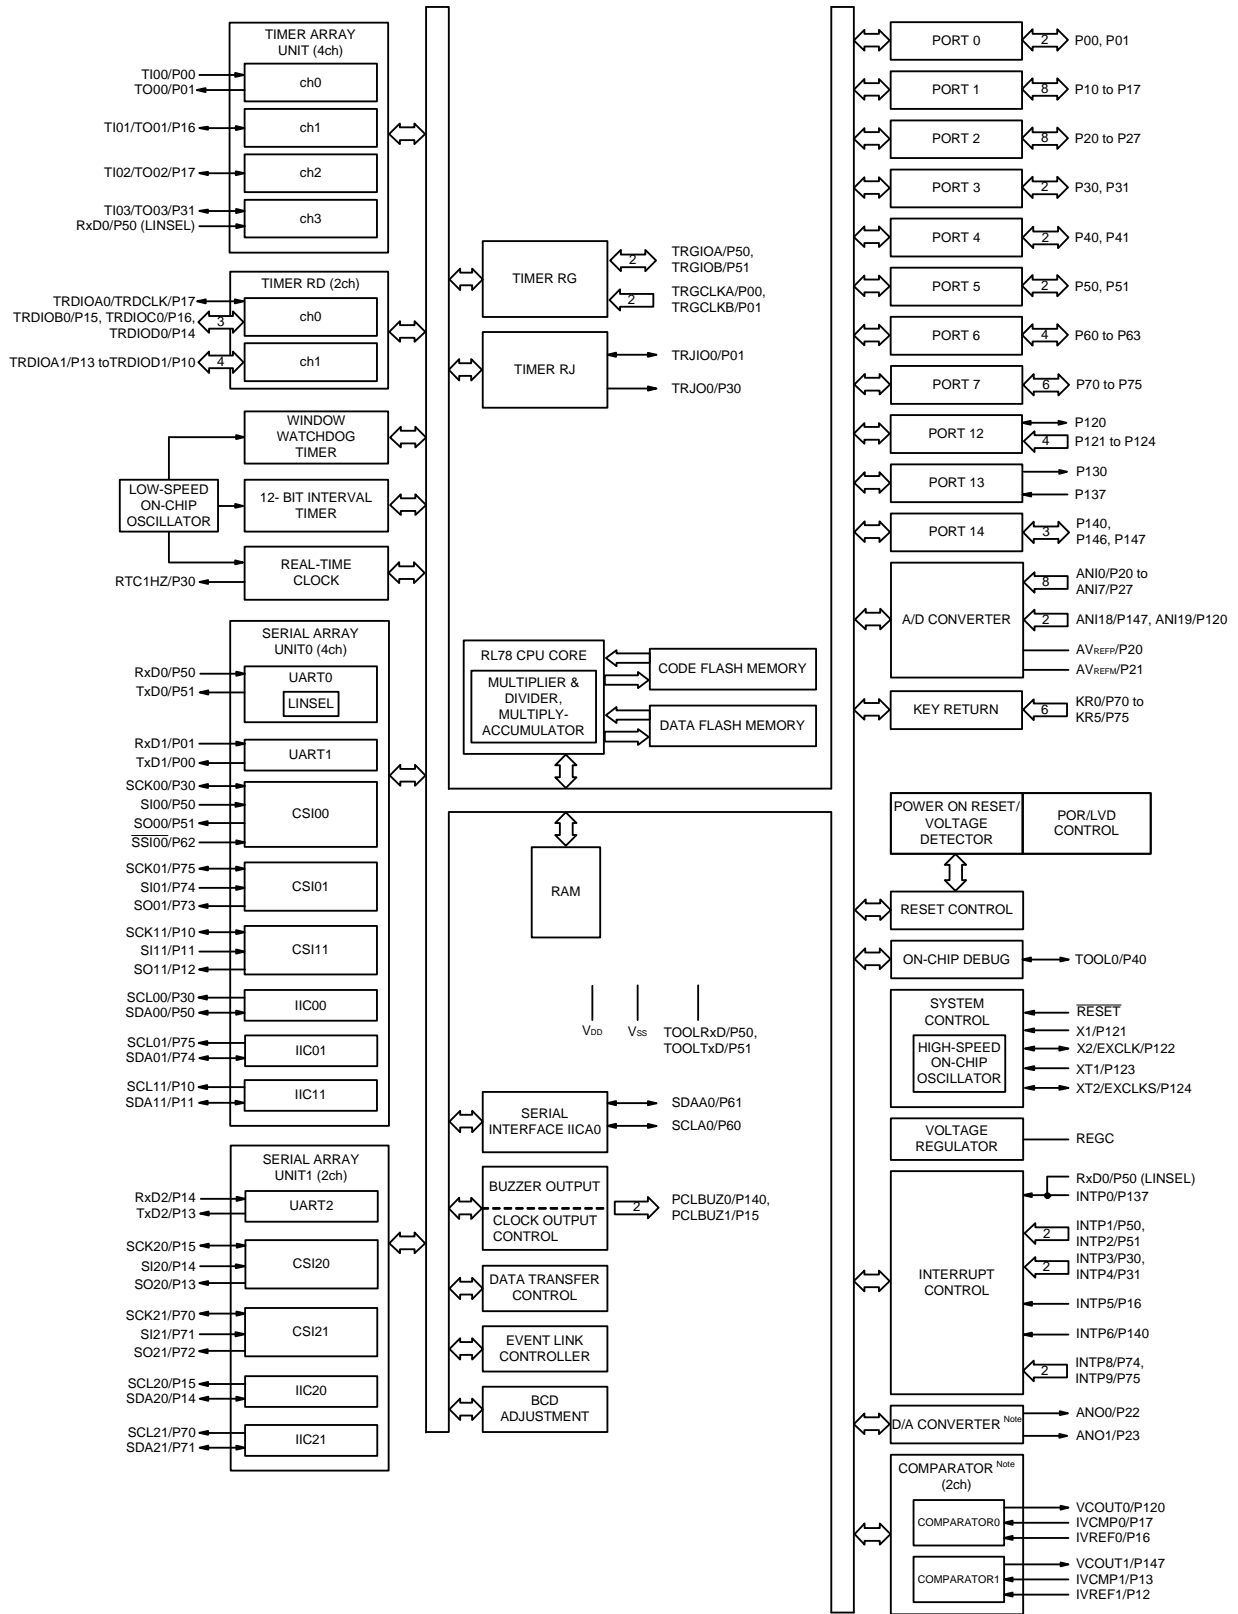 TIMER ARRAY
UNIT (4ch)
TI00/P00
TO00/P01
ch0
TI01/TO01/P16
ch1
TI02/TO02/P17
ch2
TI03/TO03/P31
RxD0/P50 (LINSEL)
ch3
TIMER RD (2ch)
TRDIOA0/TRDCLK/P17
TRDIOB0/P15, TRDIOC0/P16,
TRDIOD0/P14
3
ch0
TRDIOA1/P13 toTRDIOD1/P10
4
ch1
WINDOW
WATCHDOG
TIMER
LOW-SPEED
ON-CHIP
OSCILLATOR
12- BIT INTERVAL
TIMER
RTC1HZ/P30
REAL-TIME
CLOCK
SERIAL ARRAY
UNIT0 (4ch)
RxD0/P50
TxD0/P51
UART0
LINSEL
RxD1/P01
TxD1/P00
UART1
SCK00/P30
SI00/P50
SO00/P51
SSI00/P62
CSI00
SCK01/P75
SI01/P74
SO01/P73
CSI01
SCK11/P10
SI11/P11
SO11/P12
CSI11
SCL00/P30
SDA00/P50
IIC00
SCL01/P75
SDA01/P74
IIC01
SCL11/P10
SDA11/P11
IIC11
SERIAL ARRAY
UNIT1 (2ch)
RxD2/P14
TxD2/P13
UART2
SCK20/P15
SI20/P14
SO20/P13
CSI20
SCK21/P70
SI21/P71
SO21/P72
CSI21
SCL20/P15
SDA20/P14
IIC20
SCL21/P70
SDA21/P71
IIC21
TIMER RG
2
TRGIOA/P50,
TRGIOB/P51
2
TRGCLKA/P00,
TRGCLKB/P01
TIMER RJ
TRJIO0/P01
TRJO0/P30
RL78 CPU CORE
MULTIPLIER &
DIVIDER,
MULTIPLY-
ACCUMULATOR
CODE FLASH MEMORY
DATA FLASH MEMORY
RAM
VDD
VSS
TOOLRxD/P50,
TOOLTxD/P51
SERIAL
INTERFACE IICA0
SDAA0/P61
SCLA0/P60
BUZZER OUTPUT
CLOCK OUTPUT
CONTROL
2
PCLBUZ0/P140,
PCLBUZ1/P15
DATA TRANSFER
CONTROL
EVENT LINK
CONTROLLER
BCD
ADJUSTMENT
PORT 0
2
P00, P01
PORT 1
8
P10 to P17
PORT 2
8
P20 to P27
PORT 3
2
P30, P31
PORT 4
2
P40, P41
PORT 5
2
P50, P51
PORT 6
4
P60 to P63
PORT 7
6
P70 to P75
PORT 12
P120
4
P121 to P124
PORT 13
P130
P137
PORT 14
3
P140,
P146, P147
A/D CONVERTER
8
ANI0/P20 to
ANI7/P27
2
ANI18/P147, ANI19/P120
AVREFP/P20
AVREFM/P21
KEY RETURN
6
KR0/P70 to
KR5/P75
POWER ON RESET/
VOLTAGE
DETECTOR
POR/LVD
CONTROL
RESET CONTROL
ON-CHIP DEBUG
TOOL0/P40
SYSTEM
CONTROL
HIGH-SPEED
ON-CHIP
OSCILLATOR
RESET
X1/P121
X2/EXCLK/P122
XT1/P123
XT2/EXCLKS/P124
VOLTAGE
REGULATOR
REGC
INTERRUPT
CONTROL
RxD0/P50 (LINSEL)
INTP0/P137
2
INTP1/P50,
INTP2/P51
2
INTP3/P30,
INTP4/P31
INTP5/P16
INTP6/P140
2
INTP8/P74,
INTP9/P75
D/A CONVERTER Note
ANO0/P22
ANO1/P23
COMPARATOR Note
(2ch)
COMPARATOR0
VCOUT0/P120
IVCMP0/P17
IVREF0/P16
COMPARATOR1
VCOUT1/P147
IVCMP1/P13
IVREF1/P12